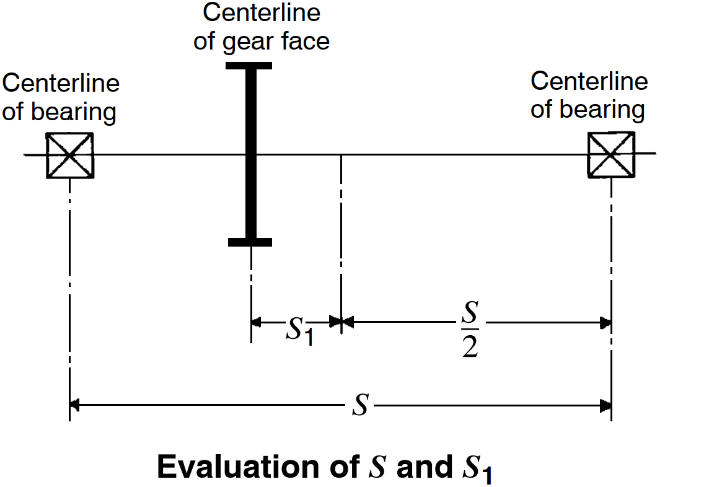 Centerline
of gear face
Centerline
of bearing
Centerline
of bearing
S₁
S
2
S
Evaluation of S and S₁